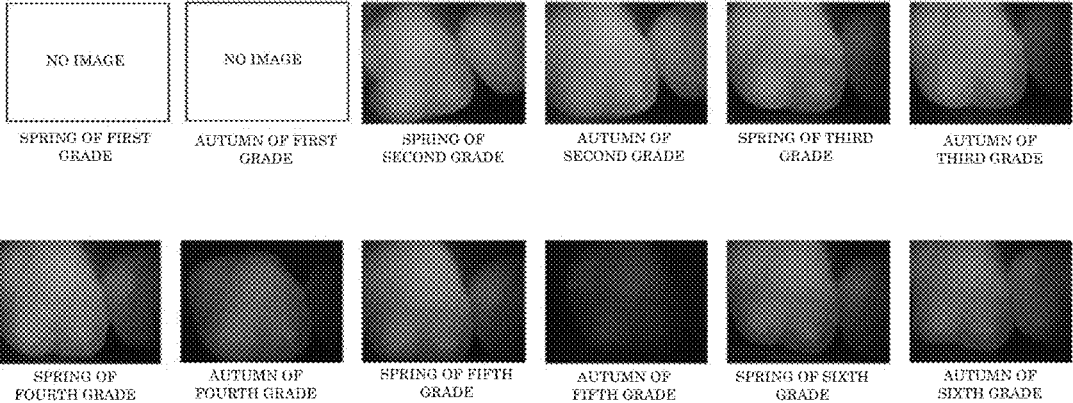 NO IMAGE
NO IMAGE
SPRING OF FIRST
GRADE
AUTUMN OF FIRST
GRADE
SPRING OF
SECOND GRADE
AUTUMN OF
SECOND GRADE
SPRING OF THIRD
GRADE
AUTUMN OF
THIRD GRADE
SPRING OF
FOURTH GRADE
AUTUMN OF
FOURTH GRADE
SPRING OF FIFTH
GRADE
AUTUMN OF
FIFTH GRADE
SPRING OF SIXTH
GRADE
AUTUMN OF
SIXTH GRADE